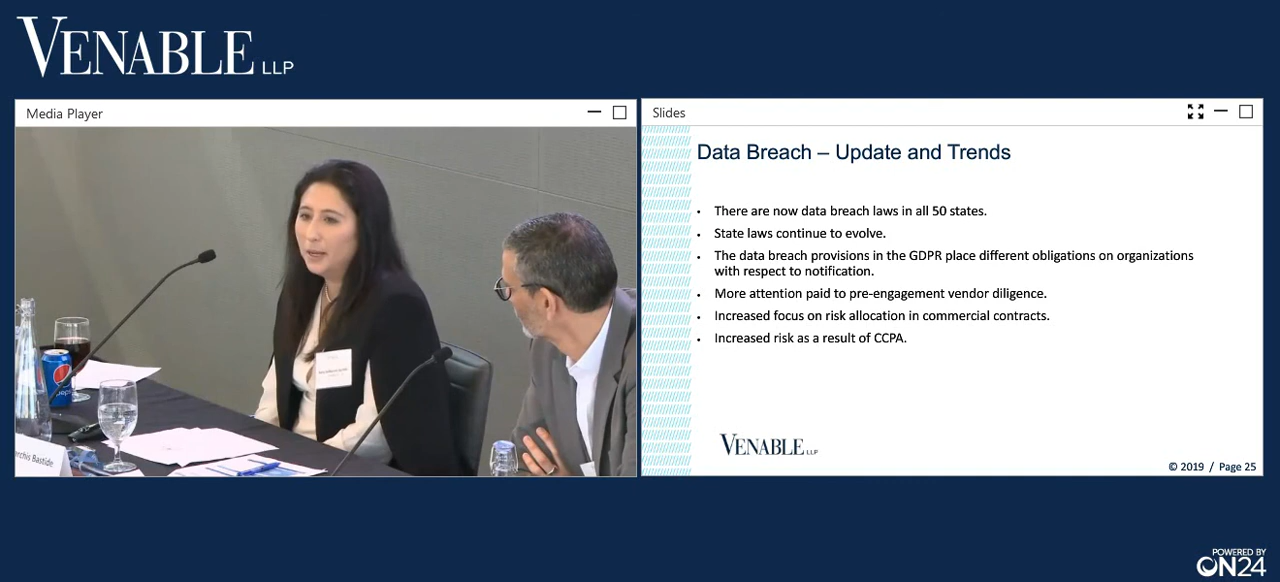 VENABLE LLP
Media Player
Slides
pepsi
Bastide
Data Breach – Update and Trends
• There are now data breach laws in all 50 states.
• State laws continue to evolve.
• The data breach provisions in the GDPR place different obligations on organizations
with respect to notification.
• More attention paid to pre-engagement vendor diligence.
• Increased focus on risk allocation in commercial contracts.
• Increased risk as a result of CCPA.
VENABLE LLP
© 2019 / Page 25
POWERED BY
ON24